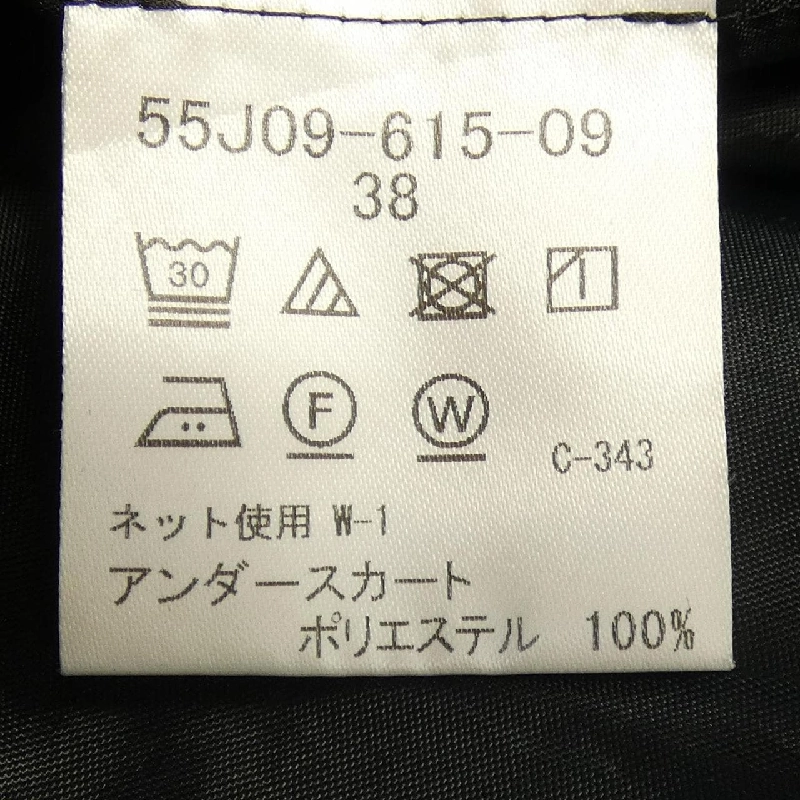 55J09-615-09
38
30
F W
C-343
ネット使用 W-1
アンダースカート
ポリエステル 100%